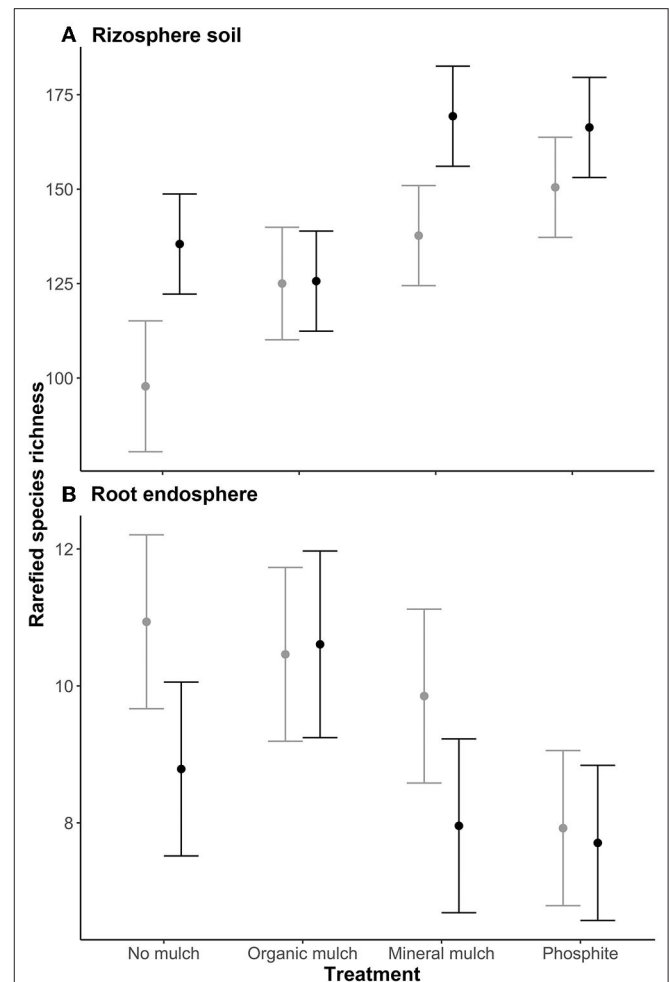 A Rizosphere soil
175
150
125
100
Rarefied species richness
B Root endosphere
12
10
8
No mulch Organic mulch Mineral mulch Phosphite
Treatment